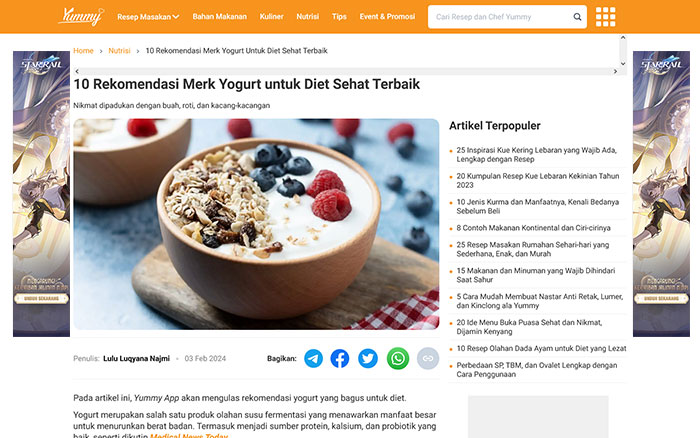 Yummy
Resep Masakan
Bahan Makanan
Kuliner
Nutrisi
Tips
Event & Promosi
Cari Resep dan Chef Yummy
Home › Nutrisi › 10 Rekomendasi Merk Yogurt Untuk Diet Sehat Terbaik
STAR RAIL
STAR RAIL
10 Rekomendasi Merk Yogurt untuk Diet Sehat Terbaik
Nikmat dipadukan dengan buah, roti, dan kacang-kacangan
Artikel Terpopuler
25 Inspirasi Kue Kering Lebaran yang Wajib Ada,
Lengkap dengan Resep
20 Kumpulan Resep Kue Lebaran Kekinian Tahun
2023
10 Jenis Kurma dan Manfaatnya, Kenali Bedanya
Sebelum Beli
8 Contoh Makanan Kontinental dan Ciri-cirinya
25 Resep Masakan Rumahan Sehari-hari yang
Sederhana, Enak, dan Murah
15 Makanan dan Minuman yang Wajib Dihindari
Saat Sahur
5 Cara Mudah Membuat Nastar Anti Retak, Lumer,
dan Kinclong ala Yummy
20 Ide Menu Buka Puasa Sehat dan Nikmat,
Dijamin Kenyang
10 Resep Olahan Dada Ayam untuk Diet yang Lezat
Perbedaan SP, TBM, dan Ovalet Lengkap dengan
Cara Penggunaan
UNDUH SEKARANG
UNDUH SEKARANG
Penulis: Lulu Luqyana Najmi • 03 Feb 2024
Bagikan:
Pada artikel ini, Yummy App akan mengulas rekomendasi yogurt yang bagus untuk diet.
Yogurt merupakan salah satu produk olahan susu fermentasi yang menawarkan manfaat besar
untuk menurunkan berat badan. Termasuk menjadi sumber protein, kalsium, dan probiotik yang
baik, seperti dikutip Medical News Today.